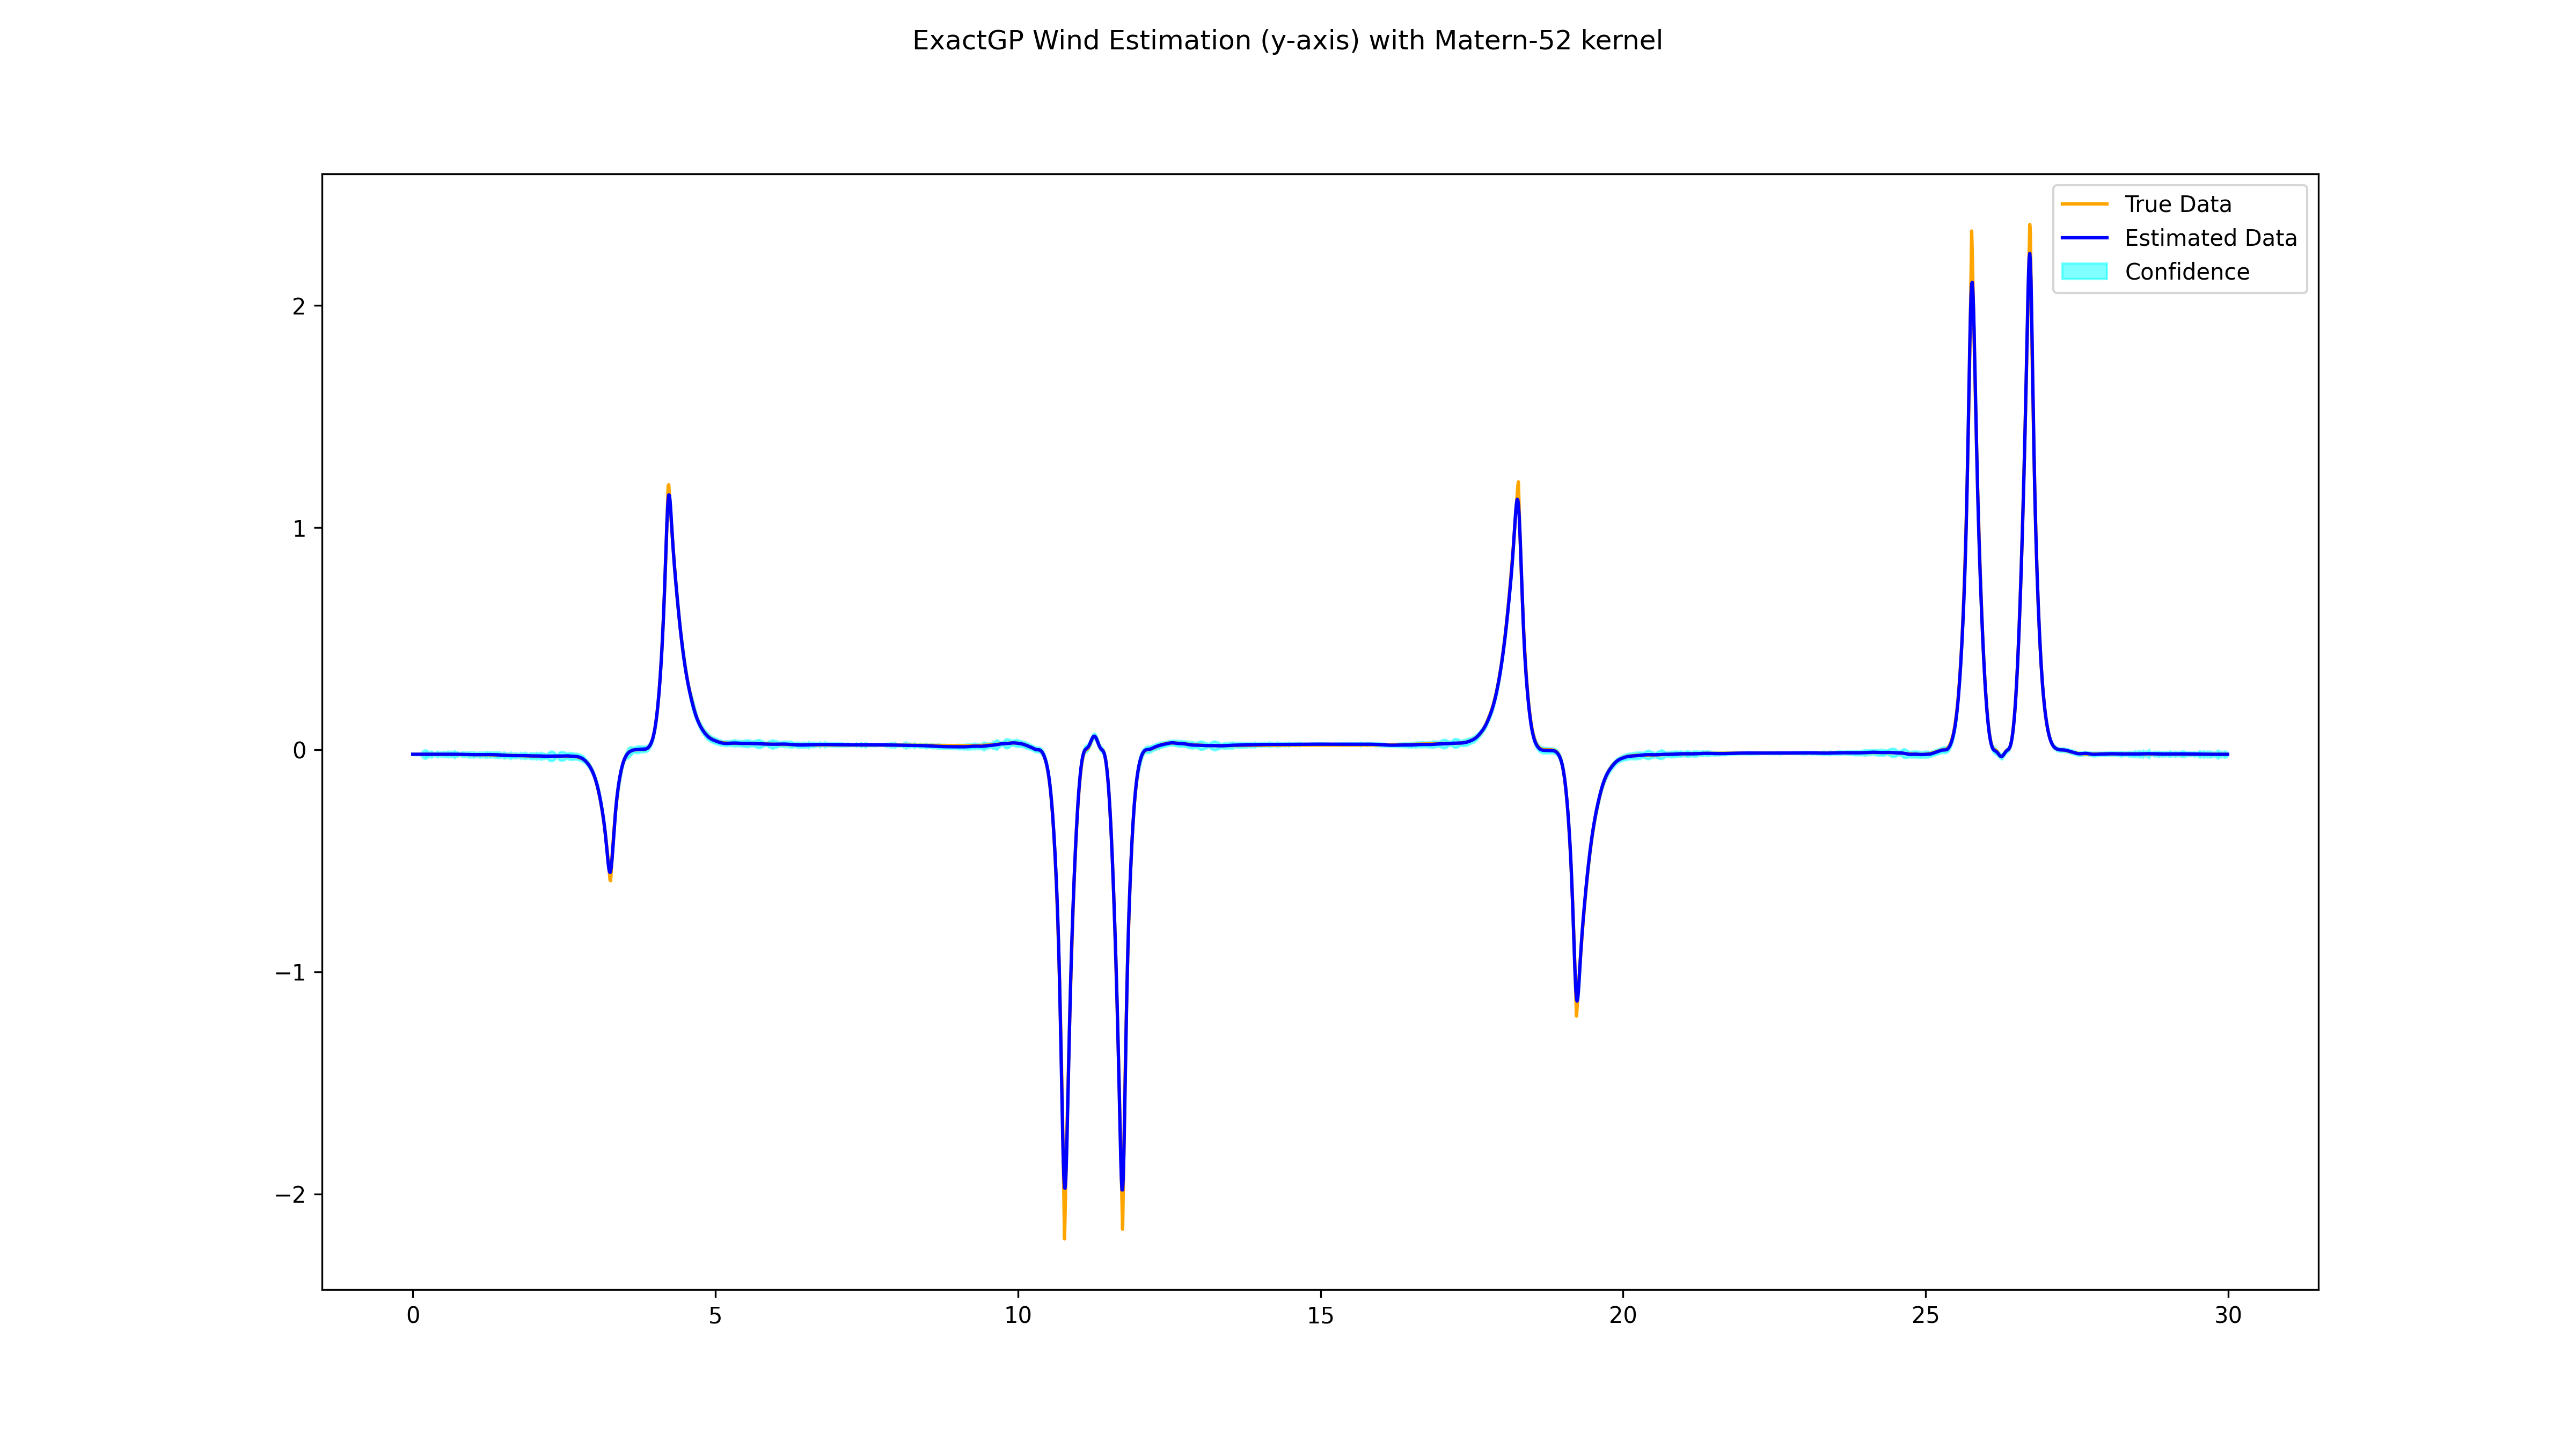 ExactGP Wind Estimation (y-axis) with Matern-52 kernel
True Data
Estimated Data
Confidence
2
1
0
−1
−2
0 5 10 15 20 25 30